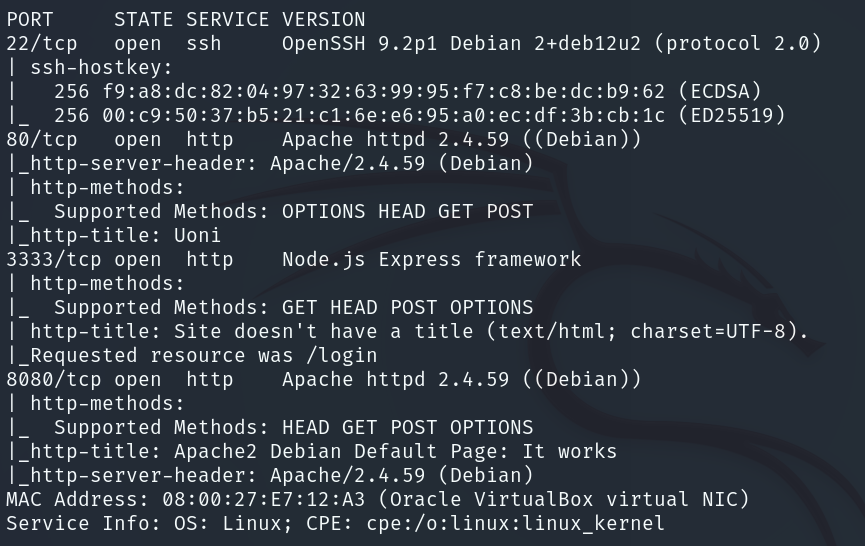 PORT     STATE SERVICE VERSION
22/tcp   open  ssh     OpenSSH 9.2p1 Debian 2+deb12u2 (protocol 2.0)
| ssh-hostkey:
|   256 f9:a8:dc:82:04:97:32:63:99:95:f7:c8:be:dc:b9:62 (ECDSA)
|_  256 00:c9:50:37:b5:21:c1:6e:e6:95:a0:ec:df:3b:cb:1c (ED25519)
80/tcp   open  http    Apache httpd 2.4.59 ((Debian))
|_http-server-header: Apache/2.4.59 (Debian)
| http-methods:
|_  Supported Methods: OPTIONS HEAD GET POST
|_http-title: Uoni
3333/tcp open  http    Node.js Express framework
| http-methods:
|_  Supported Methods: GET HEAD POST OPTIONS
| http-title: Site doesn't have a title (text/html; charset=UTF-8).
|_Requested resource was /login
8080/tcp open  http    Apache httpd 2.4.59 ((Debian))
| http-methods:
|_  Supported Methods: HEAD GET POST OPTIONS
|_http-title: Apache2 Debian Default Page: It works
|_http-server-header: Apache/2.4.59 (Debian)
MAC Address: 08:00:27:E7:12:A3 (Oracle VirtualBox virtual NIC)
Service Info: OS: Linux; CPE: cpe:/o:linux:linux_kernel